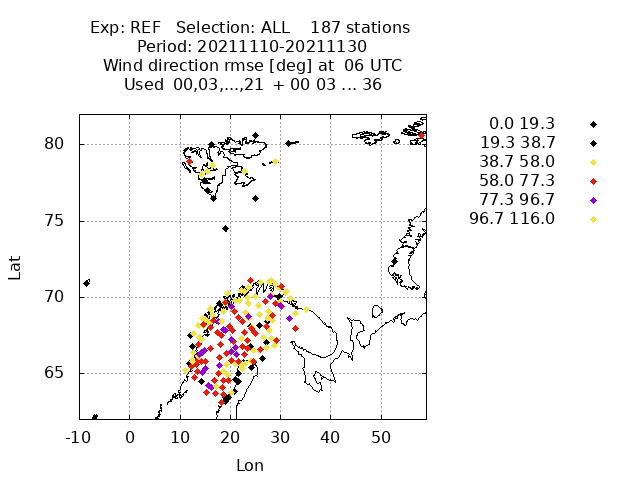 Exp: REF Selection: ALL 187 stations
Period: 20211110-20211130
Wind direction rmse [deg] at 06 UTC
Used 00,03,...,21 + 00 03 ... 36
0.0 19.3
19.3 38.7
38.7 58.0
58.0 77.3
77.3 96.7
96.7 116.0
80
75
70
65
Lat
-10 0 10 20 30 40 50
Lon